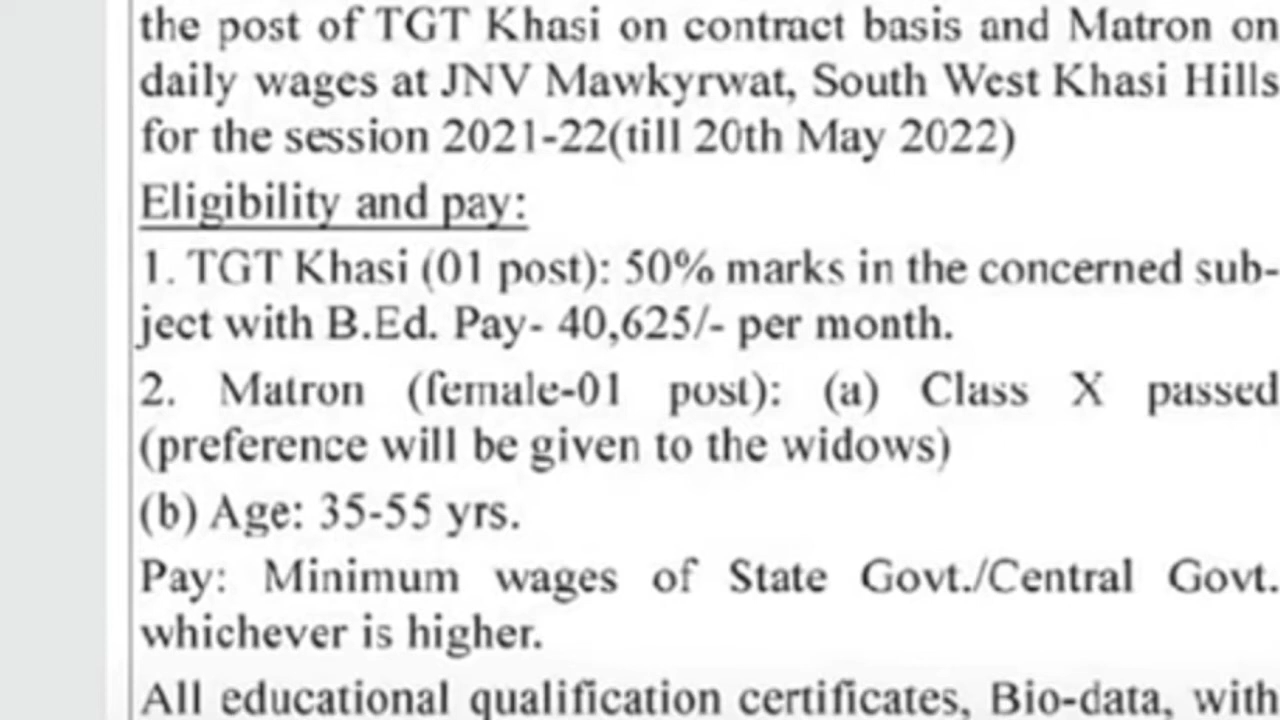 the post of TGT Khasi on contract basis and Matron on
daily wages at JNV Mawkyrwat, South West Khasi Hills
for the session 2021-22(till 20th May 2022)
Eligibility and pay:
1. TGT Khasi (01 post): 50% marks in the concerned sub-
ject with B.Ed. Pay- 40,625/- per month.
2. Matron (female-01 post): (a) Class X passed
(preference will be given to the widows)
(b) Age: 35-55 yrs.
Pay: Minimum wages of State Govt./Central Govt.
whichever is higher.
All educational qualification certificates, Bio-data, with